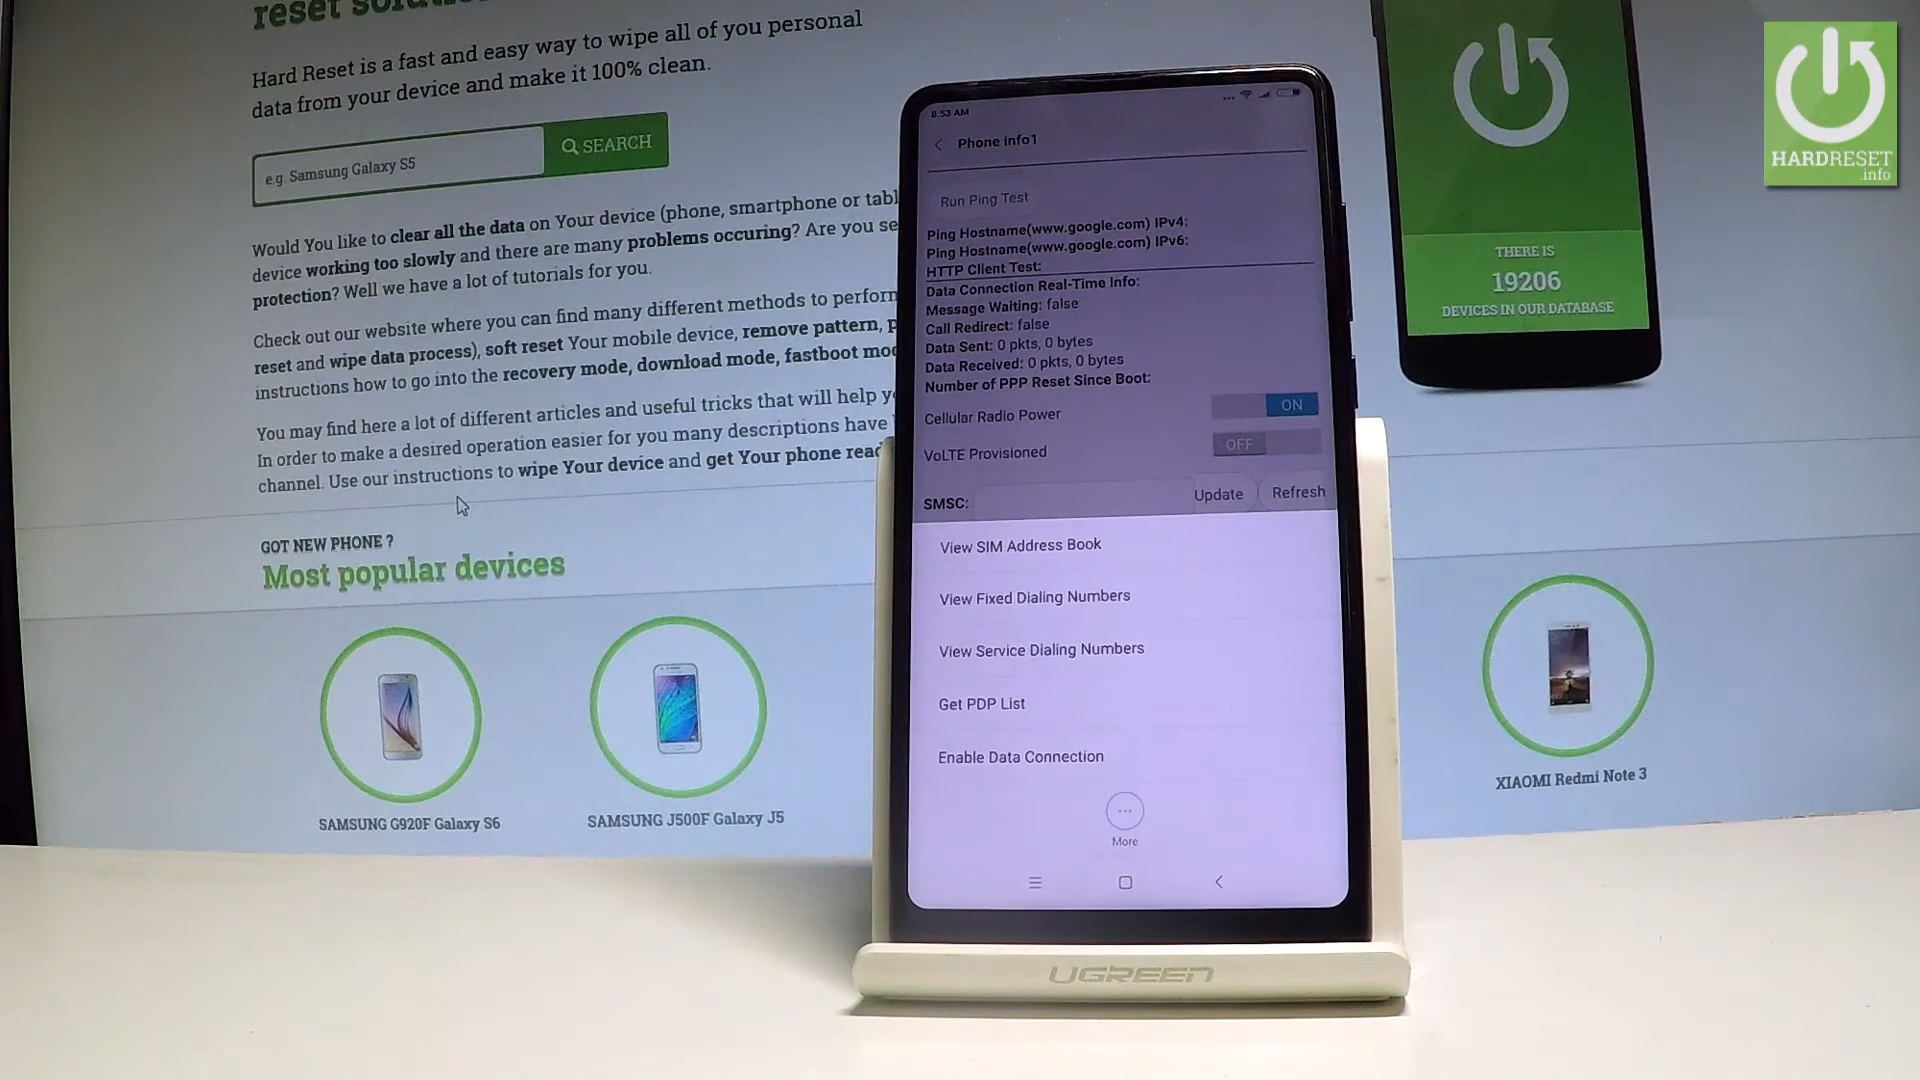 reset
Hard Reset is a fast and easy way to wipe all of you personal
data from your device and make it 100% clean.
e.g. Samsung Galaxy S5
SEARCH
Would You like to clear all the data on Your device (phone, smartphone or
device working too slowly and there are many problems occuring? Are you
protection? Well we have a lot of tutorials for you.
Check out our website where you can find many different methods to
reset and wipe data process), soft reset Your mobile device, remove pattern,
instructions how to go into the recovery mode, download mode, fastboot
You may find here a lot of different articles and useful tricks that will help
In order to make a desired operation easier for you many descriptions have
channel. Use our instructions to wipe Your device and get Your phone
GOT NEW PHONE ?
Most popular devices
SAMSUNG G920F Galaxy S6
SAMSUNG J500F Galaxy J5
8:53 AM
Phone info1
Run Ping Test
Ping Hostname(www.google.com) IPv4:
Ping Hostname(www.google.com) IPv6:
HTTP Client Test:
Data Connection Real-Time Info:
Message Waiting: false
Call Redirect: false
Data Sent: 0 pkts, 0 bytes
Data Received: 0 pkts, 0 bytes
Number of PPP Reset Since Boot:
Cellular Radio Power
ON
VoLTE Provisioned
OFF
SMSC:
Update
Refresh
View SIM Address Book
View Fixed Dialing Numbers
View Service Dialing Numbers
Get PDP List
Enable Data Connection
More
UGREEN
THERE IS
19206
DEVICES IN OUR DATABASE
XIAOMI Redmi Note 3
HARDRESET
.info